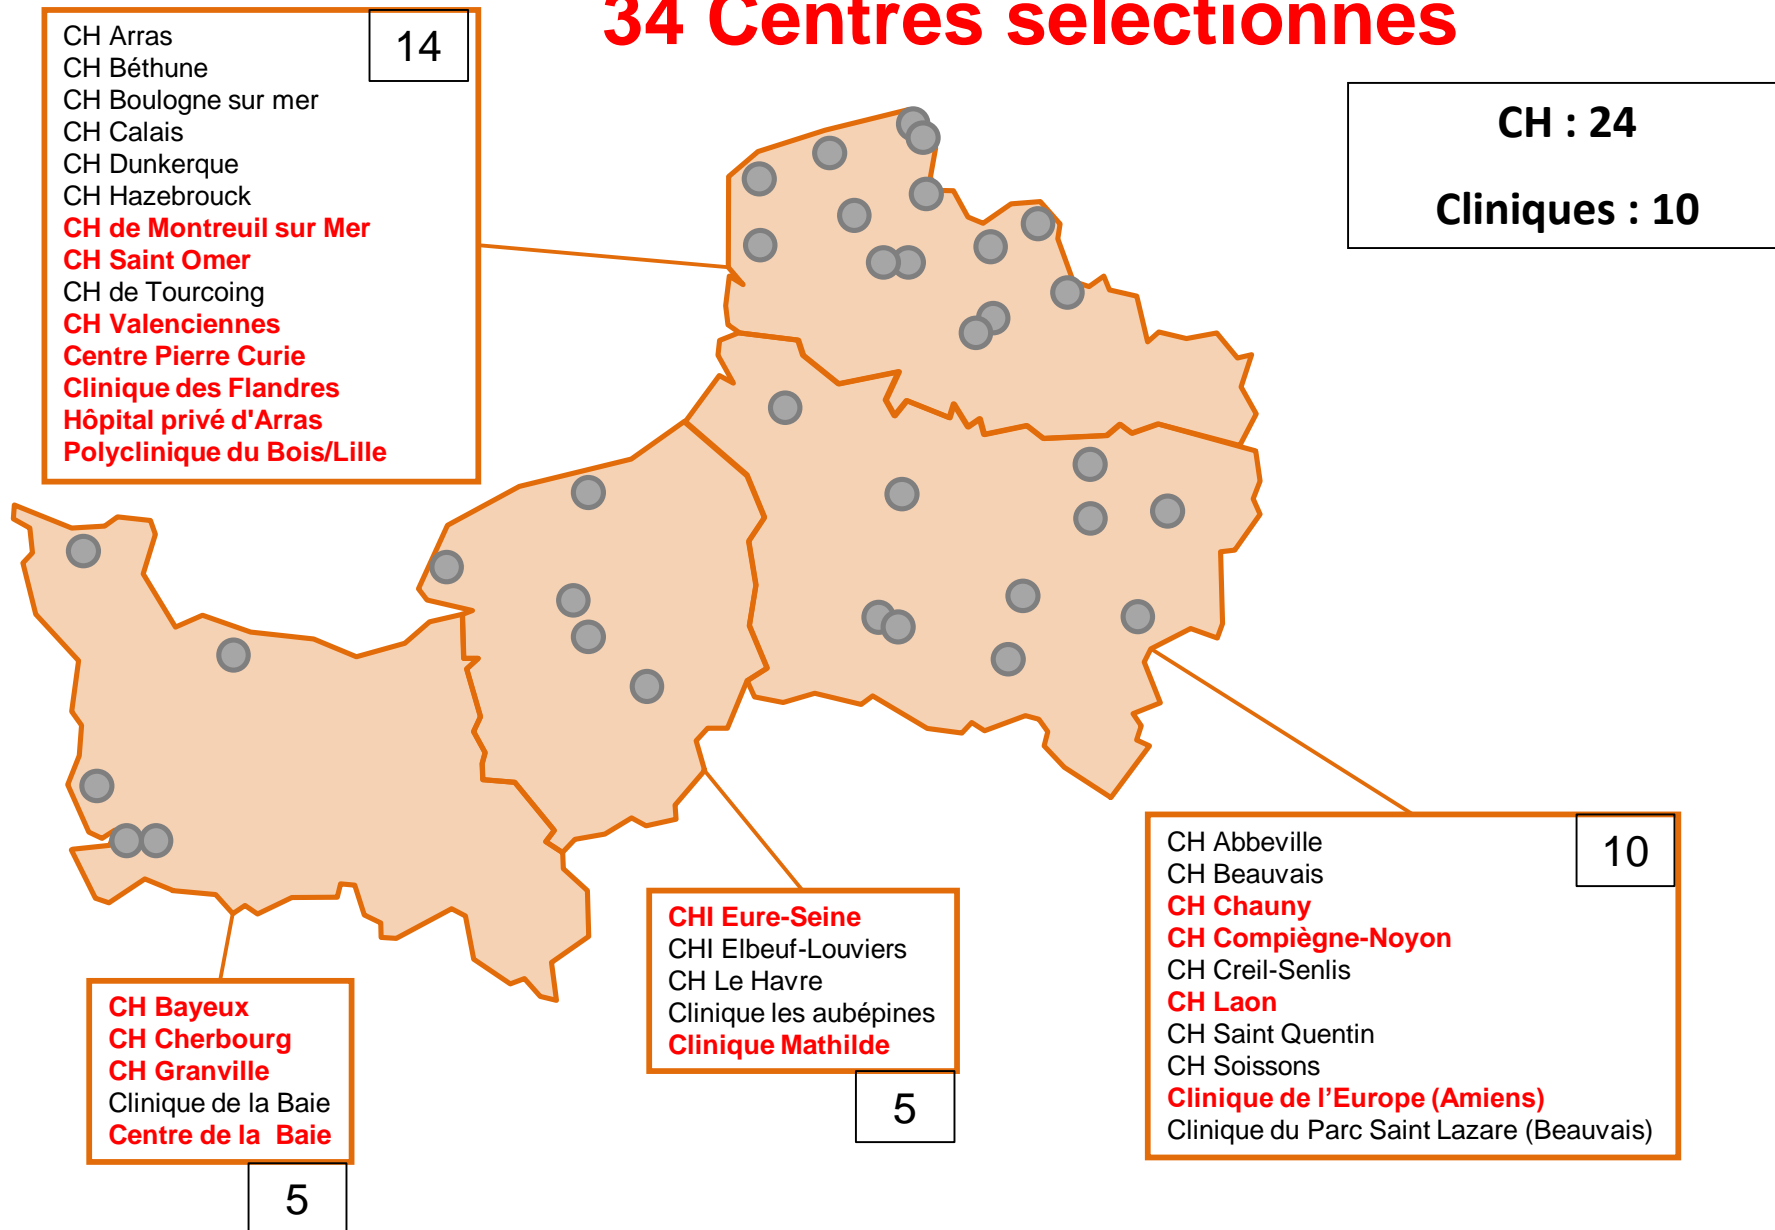 34 Centres sélectionnés
CH Arras
CH Béthune
CH Boulogne sur mer
CH Calais
CH Dunkerque
CH Hazebrouck
CH de Montreuil sur Mer
CH Saint Omer
CH de Tourcoing
CH Valenciennes
Centre Pierre Curie
Clinique des Flandres
Hôpital privé d'Arras
Polyclinique du Bois/Lille
14
CH : 24
Cliniques : 10
CH Bayeux
CH Cherbourg
CH Granville
Clinique de la Baie
Centre de la Baie
5
CHI Eure-Seine
CHI Elbeuf-Louviers
CH Le Havre
Clinique les aubépines
Clinique Mathilde
5
CH Abbeville
CH Beauvais
CH Chauny
CH Compiègne-Noyon
CH Creil-Senlis
CH Laon
CH Saint Quentin
CH Soissons
Clinique de l’Europe (Amiens)
Clinique du Parc Saint Lazare (Beauvais)
10